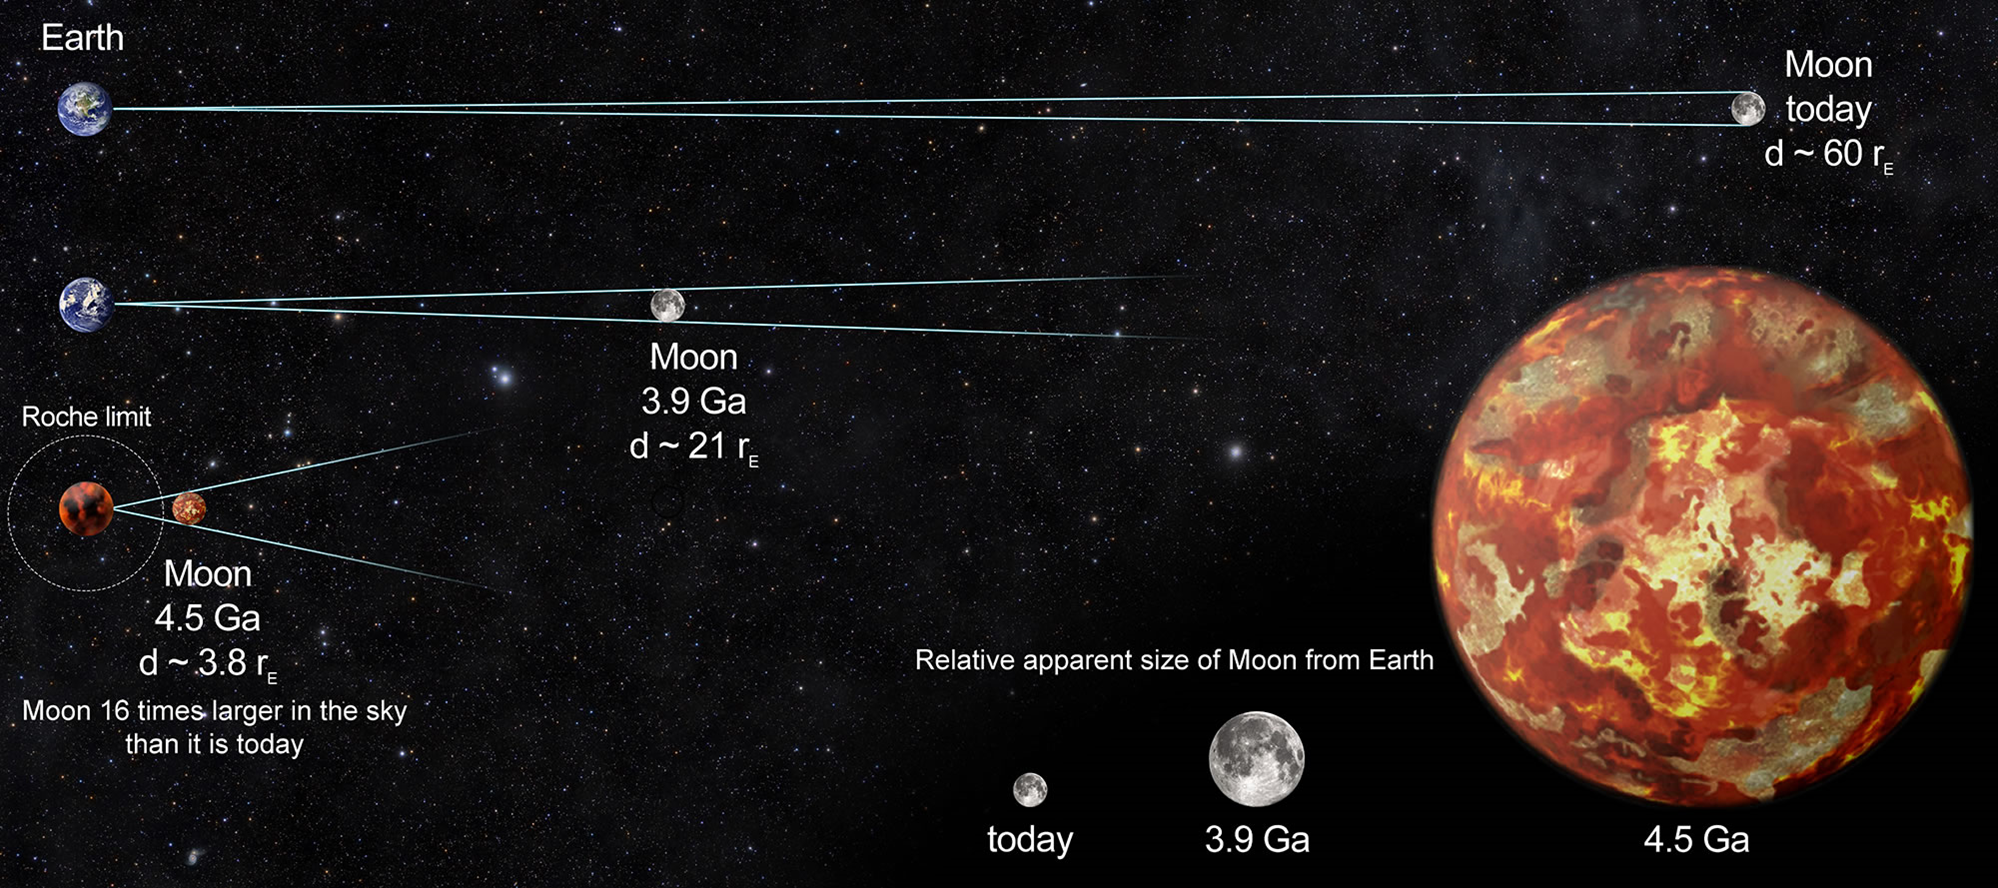 Earth
Moon
today
d ~ 60 rE
Moon
3.9 Ga
d ~ 21 rE
Roche limit
Moon
4.5 Ga
d ~ 3.8 rE
Moon 16 times larger in the sky
than it is today
Relative apparent size of Moon from Earth
today
3.9 Ga
4.5 Ga